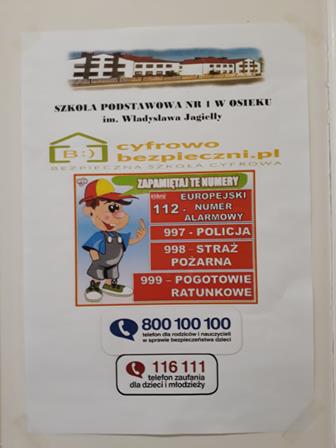 SZKOŁA PODSTAWOWA NR 1 W OSIEKU
im. Władysława Jagiełły
B:)
cyfrowo
bezpieczni.pl
BEZPIECZNA SZKOŁA CYFROWA
ZAPAMIĘTAJ TE NUMERY
112 - EUROPEJSKI
NUMER
ALARMOWY
997 - POLICJA
998 - STRAŻ
POŻARNA
999 - POGOTOWIE
RATUNKOWE
800 100 100
telefon dla rodziców i nauczycieli
w sprawie bezpieczeństwa dzieci
116 111
telefon zaufania
dla dzieci i młodzieży